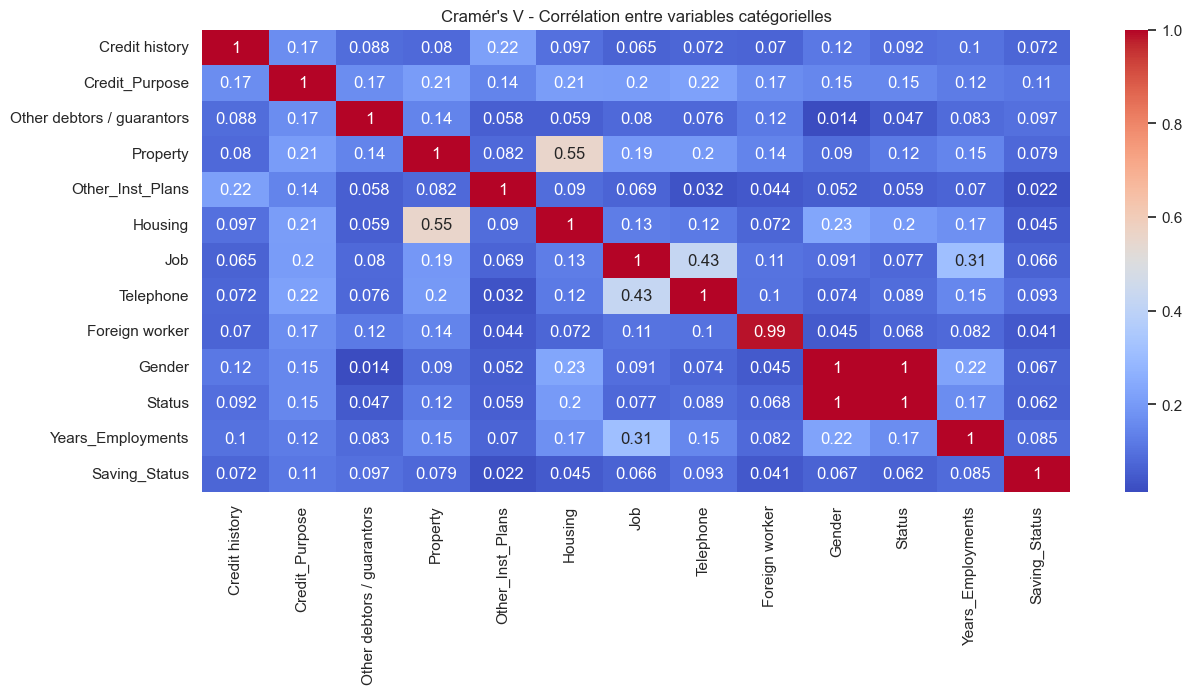 Cramér's V - Corrélation entre variables catégorielles
Credit history 1 0.17 0.088 0.08 0.22 0.097 0.065 0.072 0.07 0.12 0.092 0.1 0.072
Credit_Purpose 0.17 1 0.17 0.21 0.14 0.21 0.2 0.22 0.17 0.15 0.15 0.12 0.11
Other debtors / guarantors 0.088 0.17 1 0.14 0.058 0.059 0.08 0.076 0.12 0.014 0.047 0.083 0.097
Property 0.08 0.21 0.14 1 0.082 0.55 0.19 0.2 0.14 0.09 0.12 0.15 0.079
Other_Inst_Plans 0.22 0.14 0.058 0.082 1 0.09 0.069 0.032 0.044 0.052 0.059 0.07 0.022
Housing 0.097 0.21 0.059 0.55 0.09 1 0.13 0.12 0.072 0.23 0.2 0.17 0.045
Job 0.065 0.2 0.08 0.19 0.069 0.13 1 0.43 0.11 0.091 0.077 0.31 0.066
Telephone 0.072 0.22 0.076 0.2 0.032 0.12 0.43 1 0.1 0.074 0.089 0.15 0.093
Foreign worker 0.07 0.17 0.12 0.14 0.044 0.072 0.11 0.1 0.99 0.045 0.068 0.082 0.041
Gender 0.12 0.15 0.014 0.09 0.052 0.23 0.091 0.074 0.045 1 1 0.22 0.067
Status 0.092 0.15 0.047 0.12 0.059 0.2 0.077 0.089 0.068 1 1 0.17 0.062
Years_Employments 0.1 0.12 0.083 0.15 0.07 0.17 0.31 0.15 0.082 0.22 0.17 1 0.085
Saving_Status 0.072 0.11 0.097 0.079 0.022 0.045 0.066 0.093 0.041 0.067 0.062 0.085 1
Credit history
Credit_Purpose
Other debtors / guarantors
Property
Other_Inst_Plans
Housing
Job
Telephone
Foreign worker
Gender
Status
Years_Employments
Saving_Status
1.0
0.8
0.6
0.4
0.2